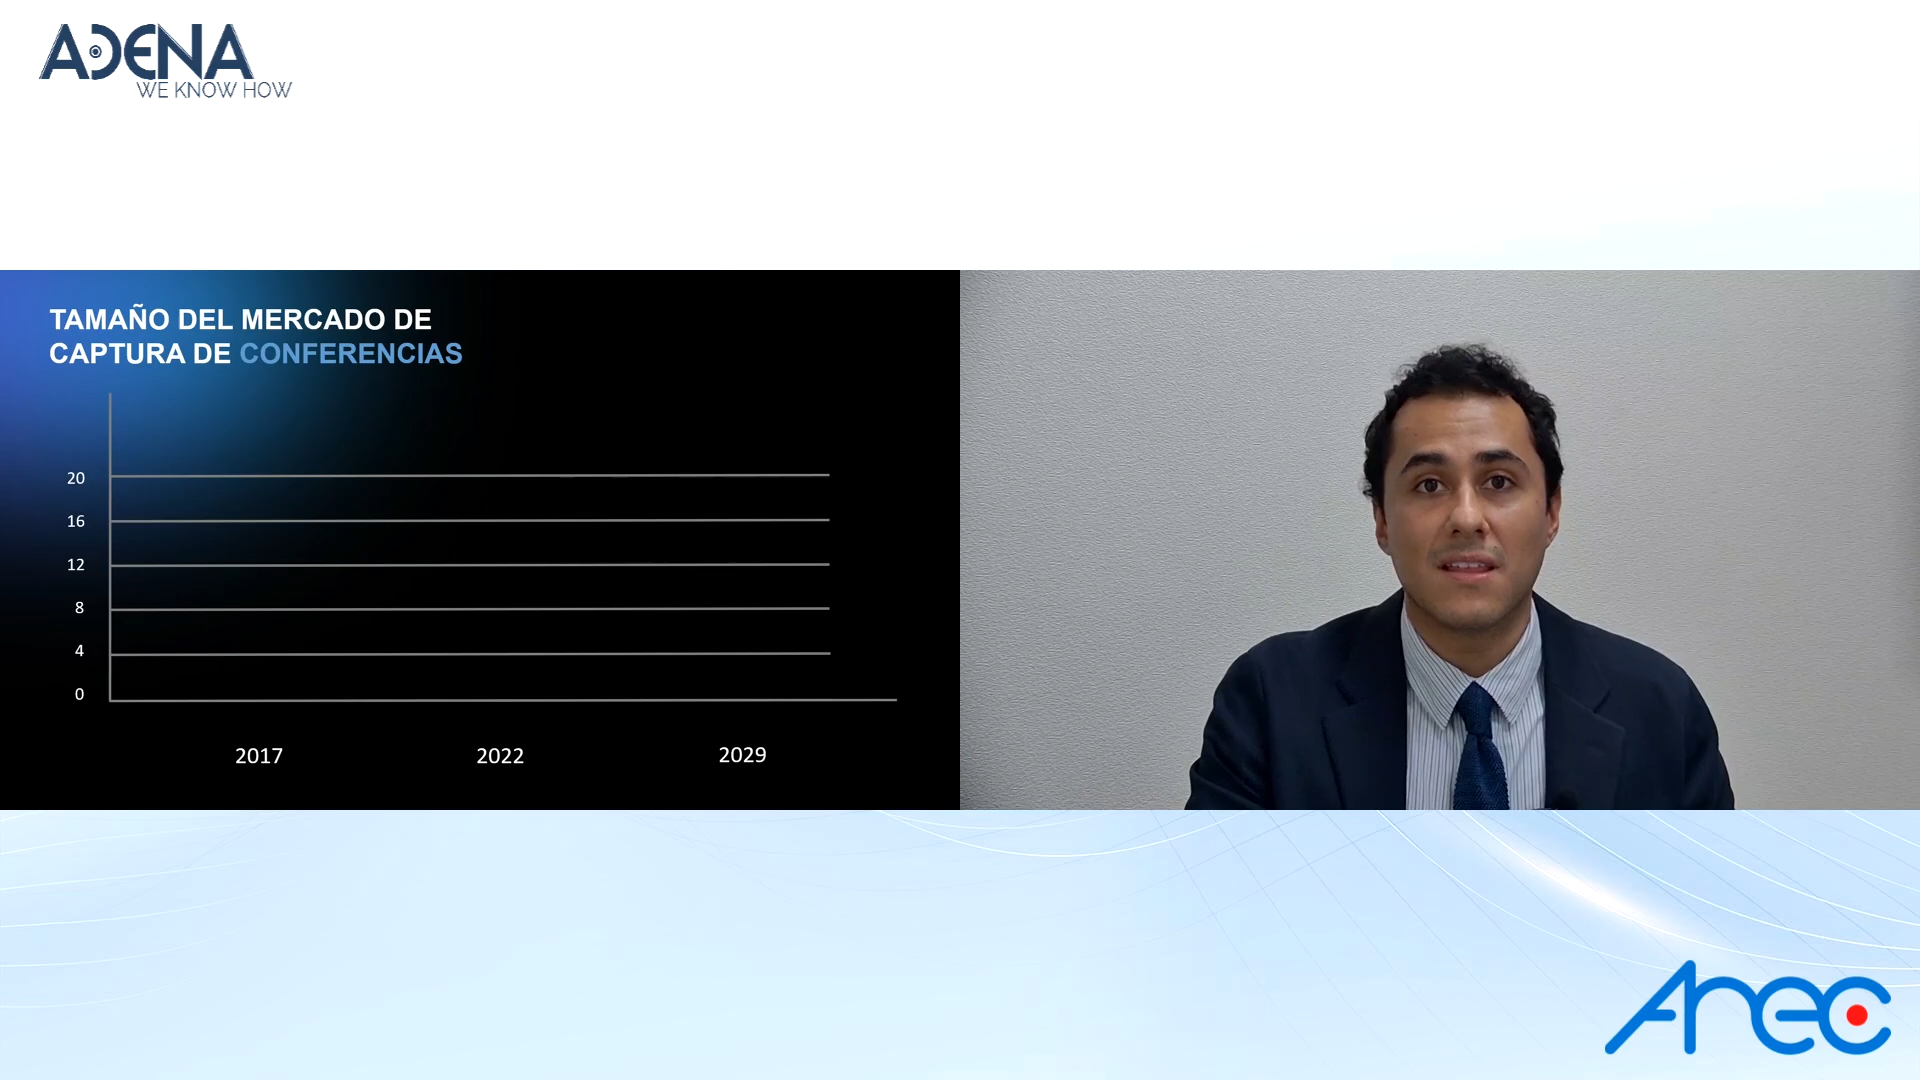 ADENA
WE KNOW HOW
TAMAÑO DEL MERCADO DE
CAPTURA DE CONFERENCIAS
20
16
12
8
4
0
2017 2022 2029
Arec